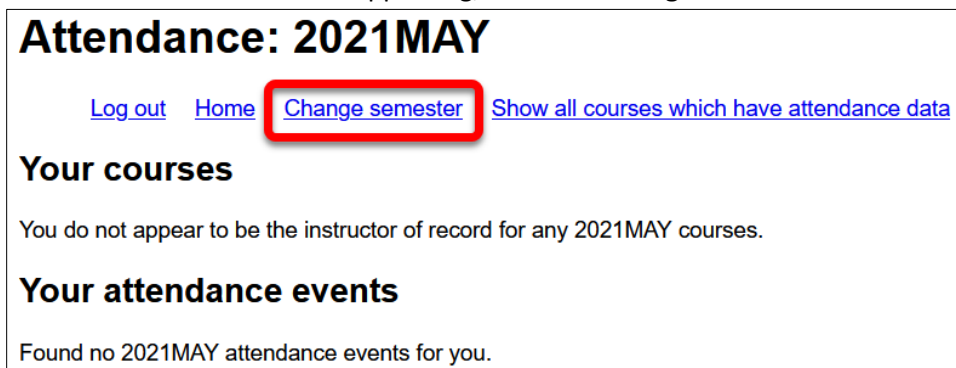 Attendance: 2021MAY
Log out Home Change semester Show all courses which have attendance data
Your courses
You do not appear to be the instructor of record for any 2021MAY courses.
Your attendance events
Found no 2021MAY attendance events for you.